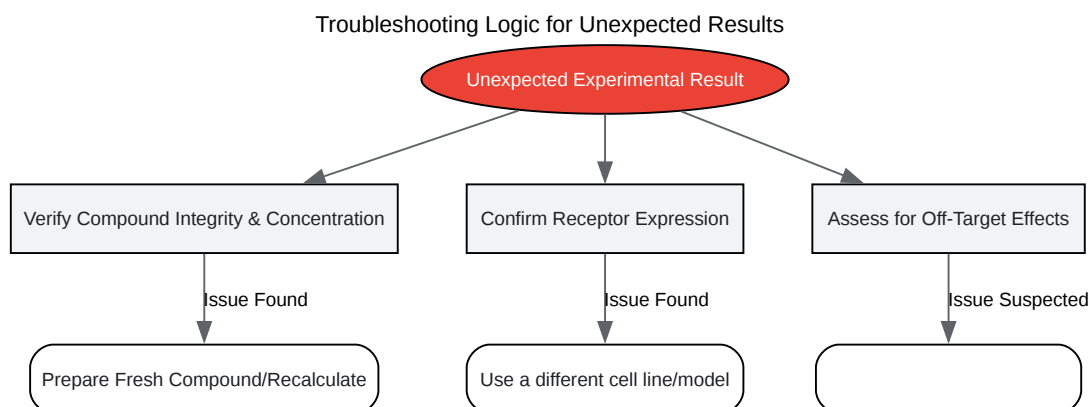 Troubleshooting Logic for Unexpected Results
Unexpected Experimental Result
Verify Compound Integrity & Concentration
Confirm Receptor Expression
Assess for Off-Target Effects
Issue Found
Issue Found
Issue Suspected
Prepare Fresh Compound/Recalculate
Use a different cell line/model